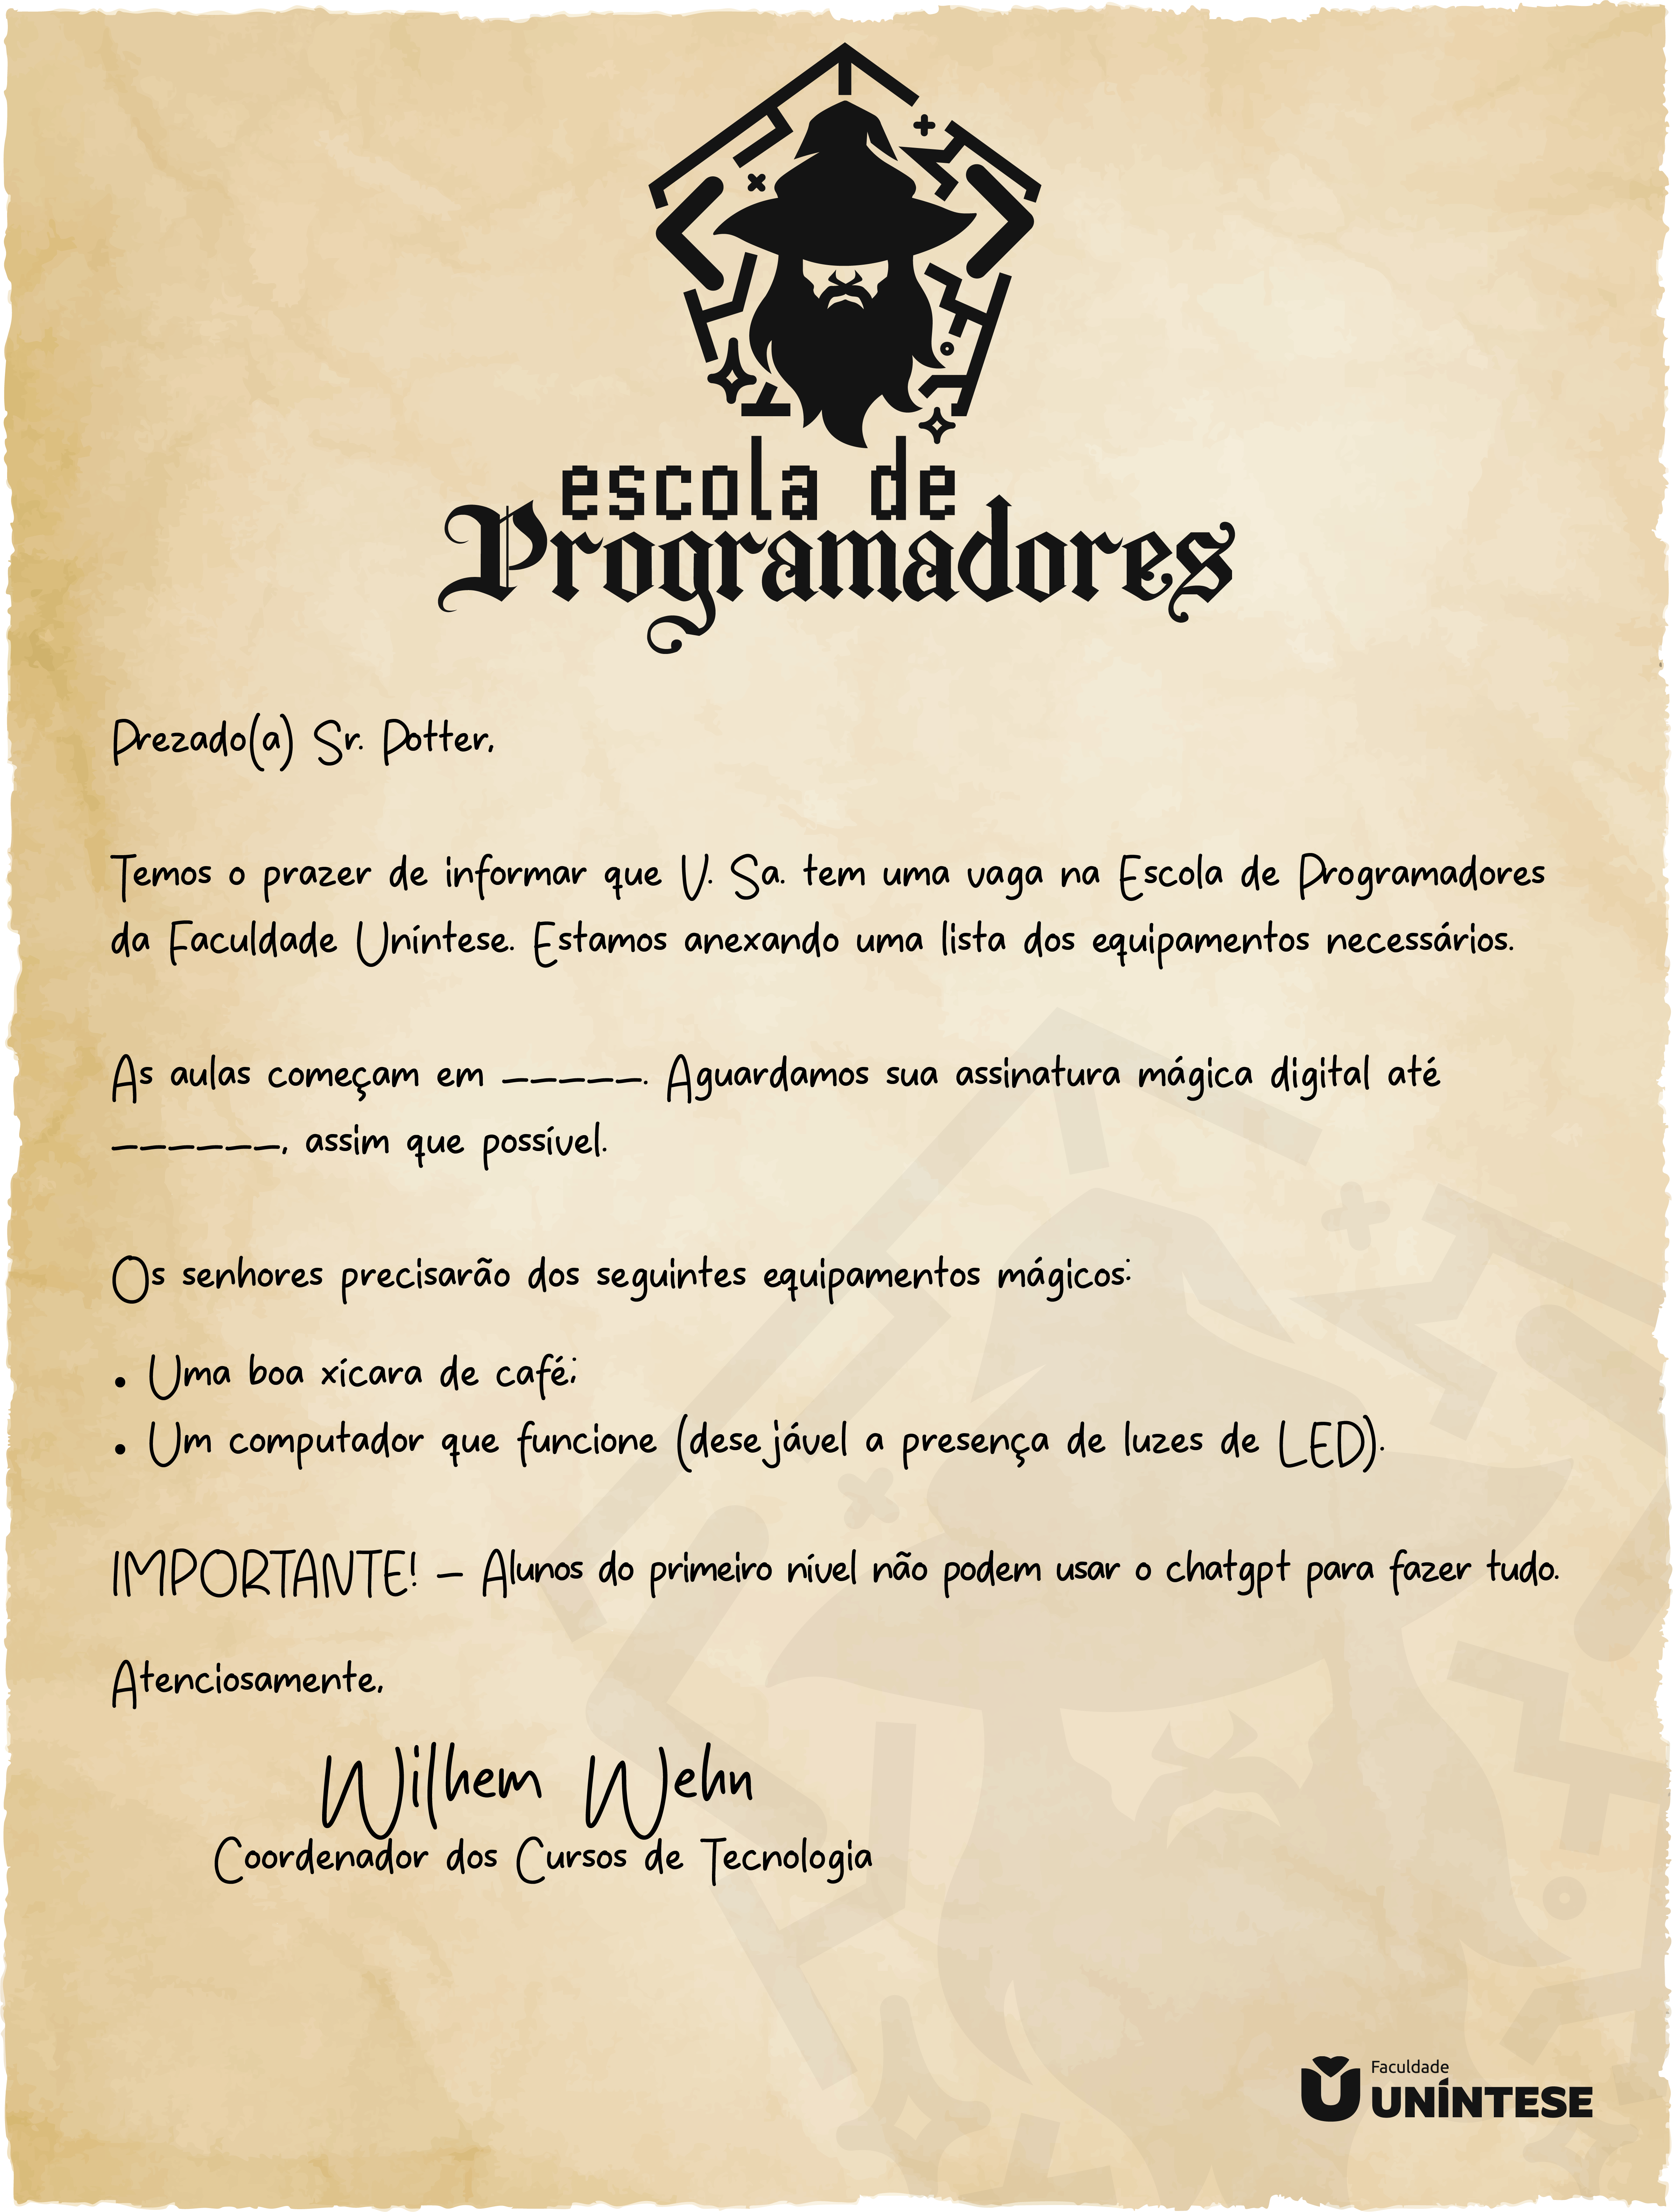 escola de
Programadores
Prezado(a) Sr. Potter,
Temos o prazer de informar que V. Sa. tem uma vaga na Escola de Programadores
da Faculdade Uníntese. Estamos anexando uma lista dos equipamentos necessários.
As aulas começam em _____. Aguardamos sua assinatura mágica digital até
______, assim que possível.
Os senhores precisarão dos seguintes equipamentos mágicos:
• Uma boa xícara de café;
• Um computador que funcione (desejável a presença de luzes de LED).
IMPORTANTE! – Alunos do primeiro nível não podem usar o chatgpt para fazer tudo.
Atenciosamente,
Wilhem Wehn
Coordenador dos Cursos de Tecnologia
Faculdade
UNÍNTESE